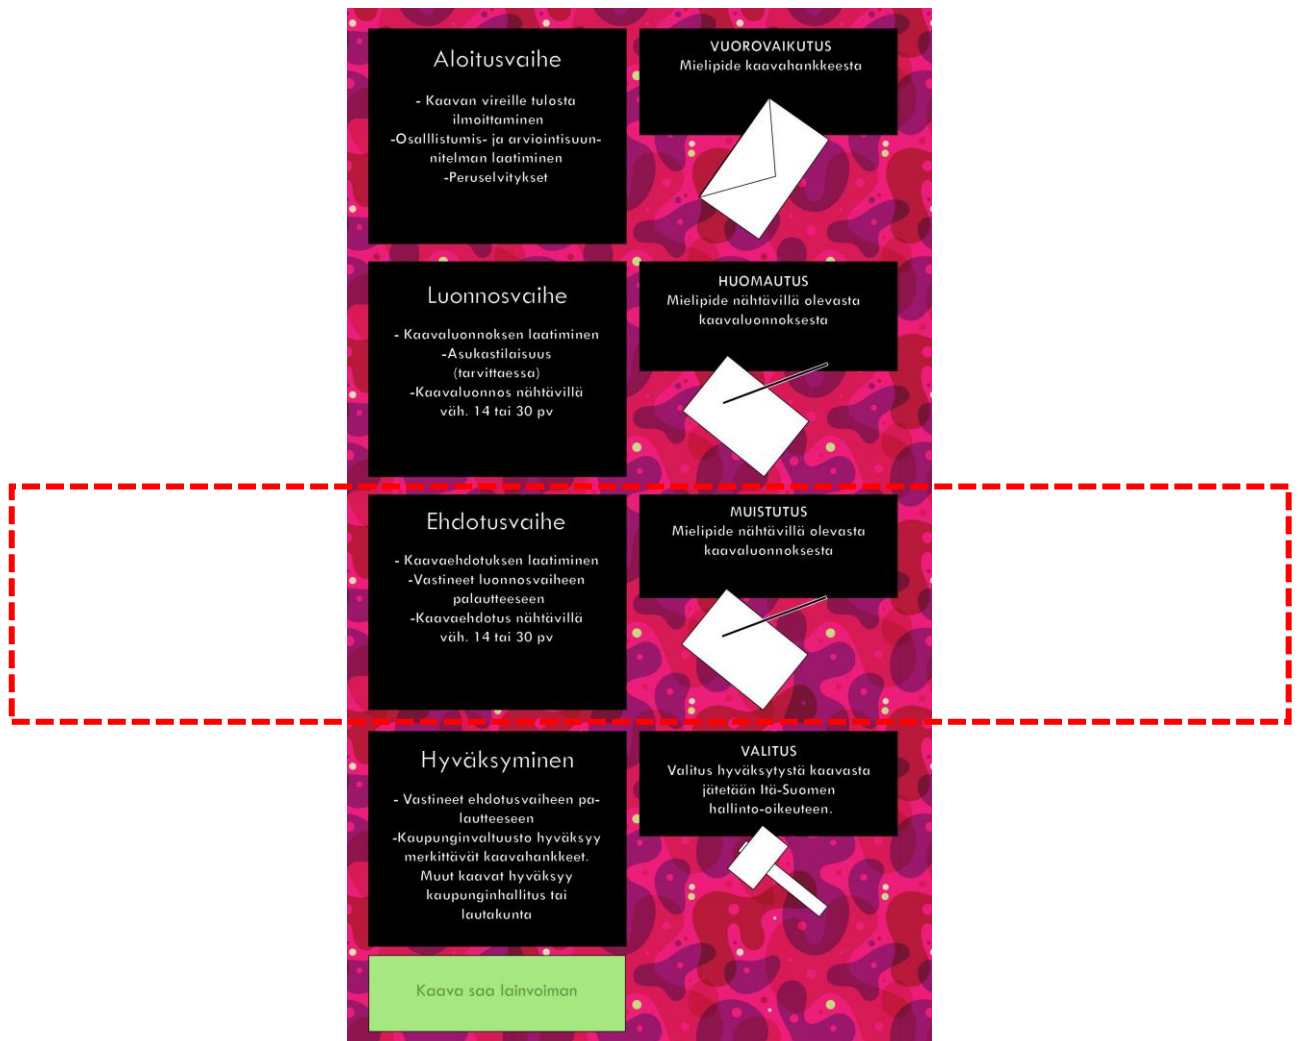 Aloitusvaihe
- Kaavan vireille tulosta
ilmoittaminen
-Osalllistumis- ja arviointisuun-
nitelman laatiminen
-Peruselvitykset
VUOROVAIKUTUS
Mielipide kaavahankkeesta
Luonnosvaihe
- Kaavaluonnoksen laatiminen
-Asukastilaisuus
(tarvittaessa)
-Kaavaluonnos nähtävillä
väh. 14 tai 30 pv
HUOMAUTUS
Mielipide nähtävillä olevasta
kaavaluonnoksesta
Ehdotusvaihe
- Kaavaehdotuksen laatiminen
-Vastineet luonnosvaiheen
palautteeseen
-Kaavaehdotus nähtävillä
väh. 14 tai 30 pv
MUISTUTUS
Mielipide nähtävillä olevasta
kaavaluonnoksesta
Hyväksyminen
- Vastineet ehdotusvaiheen pa-
lautteeseen
-Kaupunginvaltuusto hyväksyy
merkittävät kaavahankkeet.
Muut kaavat hyväksyy
kaupunginhallitus tai
lautakunta
VALITUS
Valitus hyväksytystä kaavasta
jätetään Itä-Suomen
hallinto-oikeuteen.
Kaava saa lainvoiman